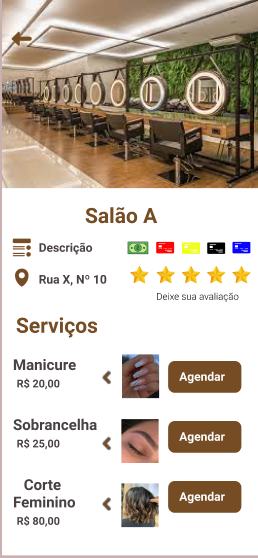 Salão A
Descrição
Rua X, Nº 10
Deixe sua avaliação
Serviços
Manicure
R$ 20,00
Agendar
Sobrancelha
R$ 25,00
Agendar
Corte
Feminino
R$ 80,00
Agendar